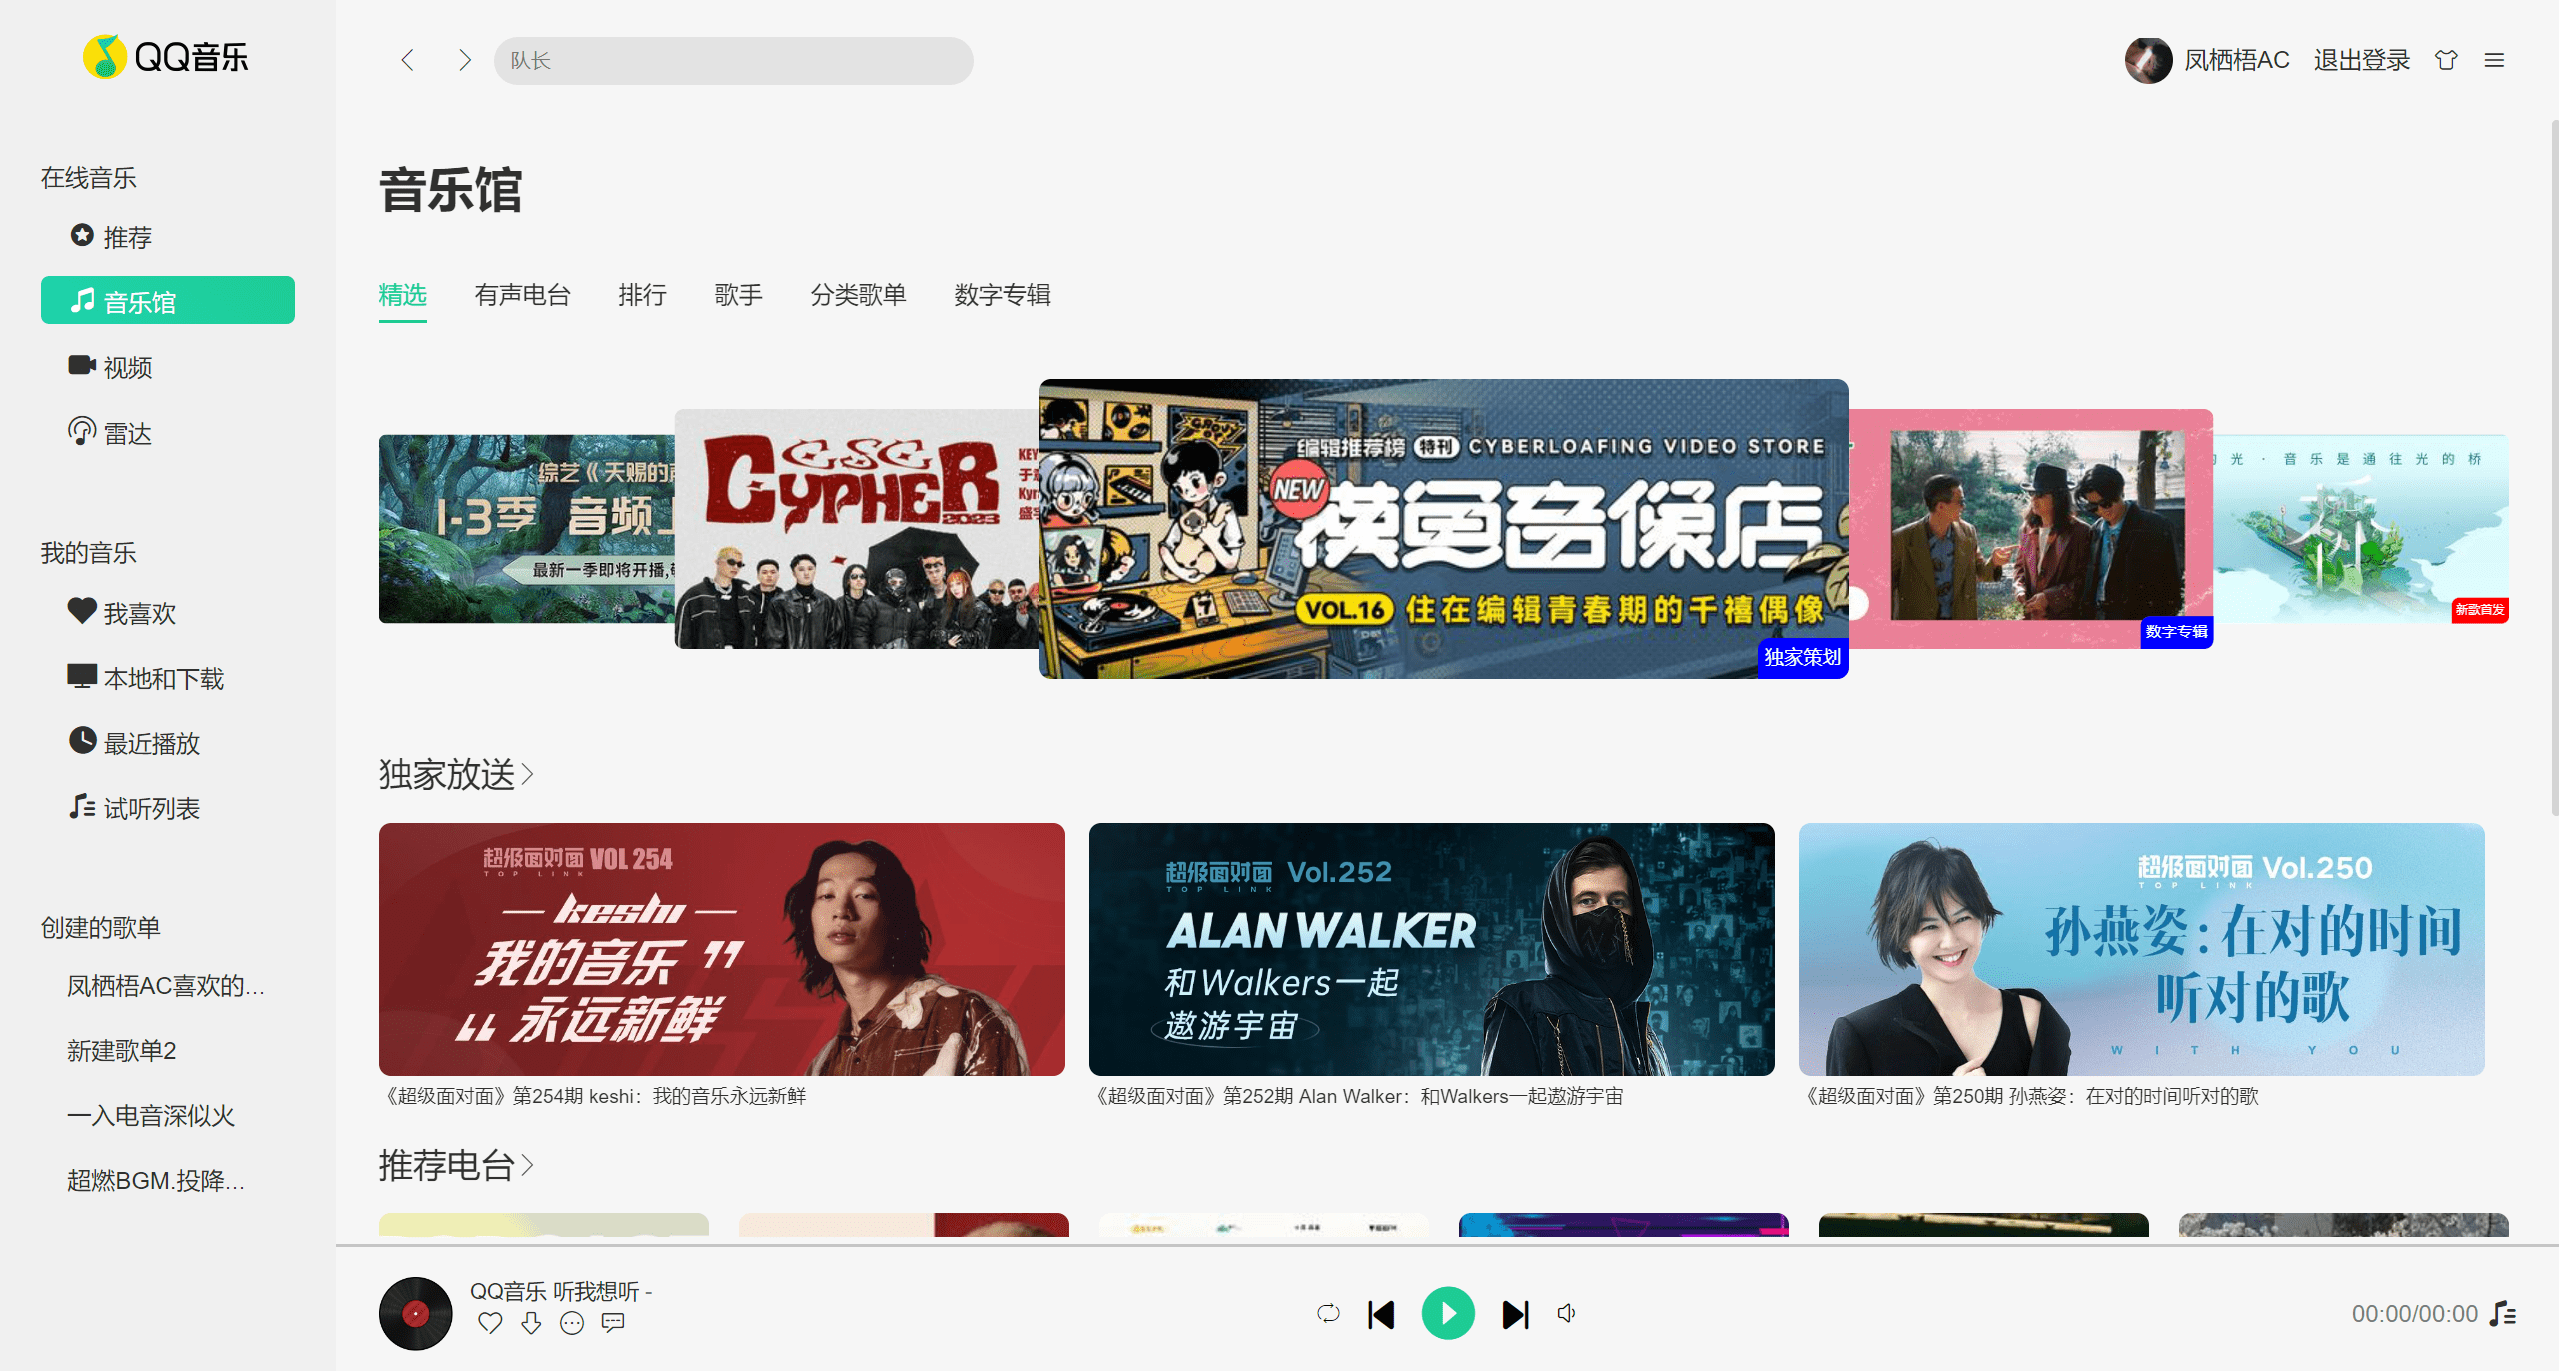 QQ音乐
队长
凤栖梧AC
退出登录
在线音乐
推荐
音乐馆
视频
雷达
我的音乐
我喜欢
本地和下载
最近播放
试听列表
创建的歌单
凤栖梧AC喜欢的...
新建歌单2
一入电音深似火
超燃BGM.投降...
音乐馆
精选
有声电台
排行
歌手
分类歌单
数字专辑
综艺《天赐的声
1-3季 音频上
最新一季即将开播,
CSC
CYPHER
2023
KEY
编辑推荐榜 特刊 CYBERLOAFING VIDEO STORE
NEW
摸鱼音像店
VOL.16 住在编辑青春期的千禧偶像
独家策划
数字专辑
光·音乐是通往光的桥
新歌首发
独家放送
超级面对面 VOL 254
TOP LINK
keshi
我的音乐”
“永远新鲜
《超级面对面》第254期 keshi：我的音乐永远新鲜
超级面对面 Vol.252
TOP LINK
ALAN WALKER
和Walkers一起
遨游宇宙
《超级面对面》第252期 Alan Walker：和Walkers一起遨游宇宙
超级面对面 Vol.250
TOP LINK
孙燕姿:在对的时间
听对的歌
WITH YOU
《超级面对面》第250期 孙燕姿：在对的时间听对的歌
推荐电台
QQ音乐 听我想听 -
00:00/00:00